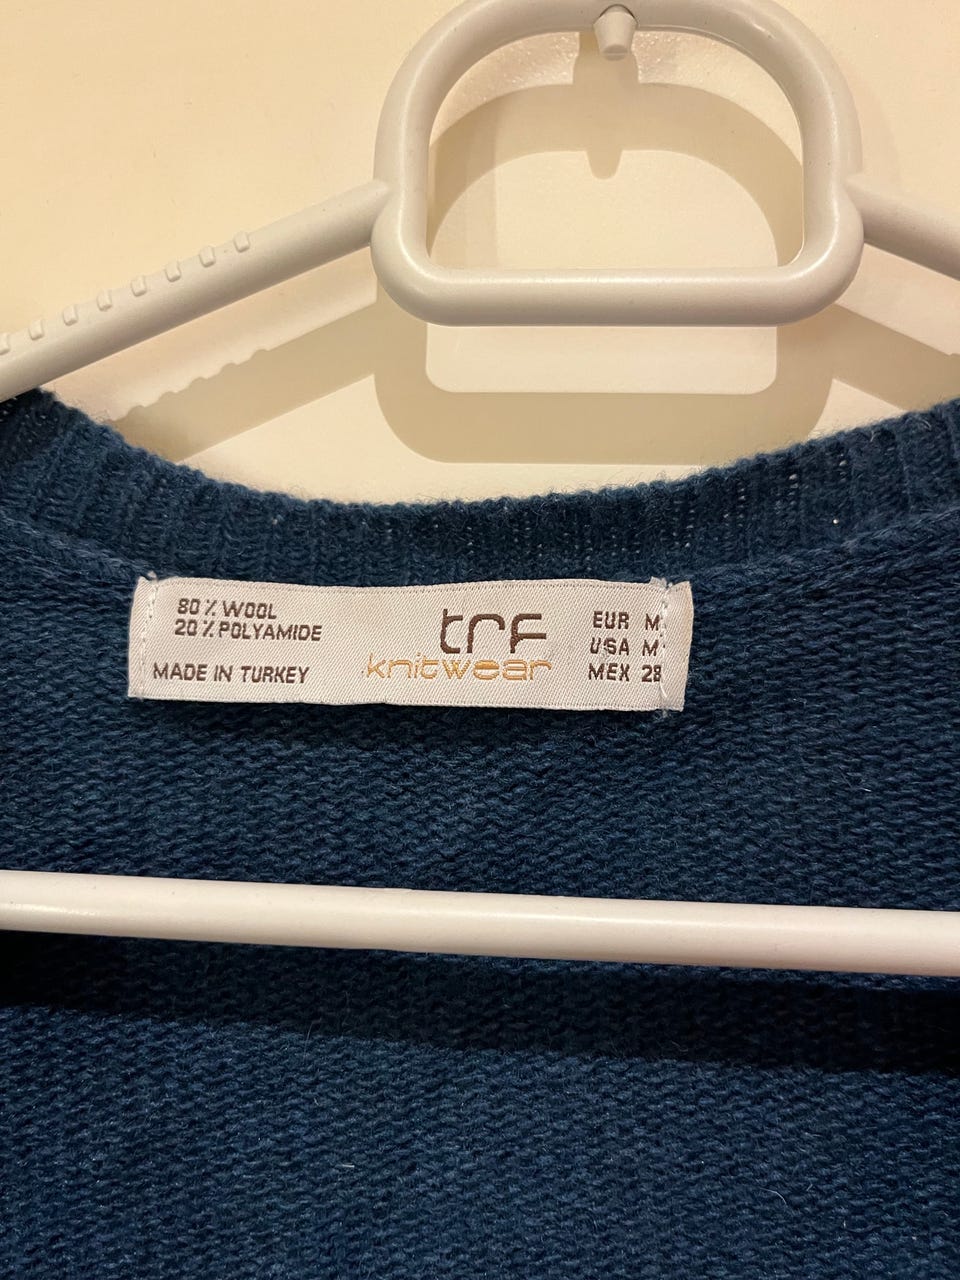 80 % WOOL
20 % POLYAMIDE
MADE IN TURKEY
trf
knitwear
EUR M
USA M
MEX 28